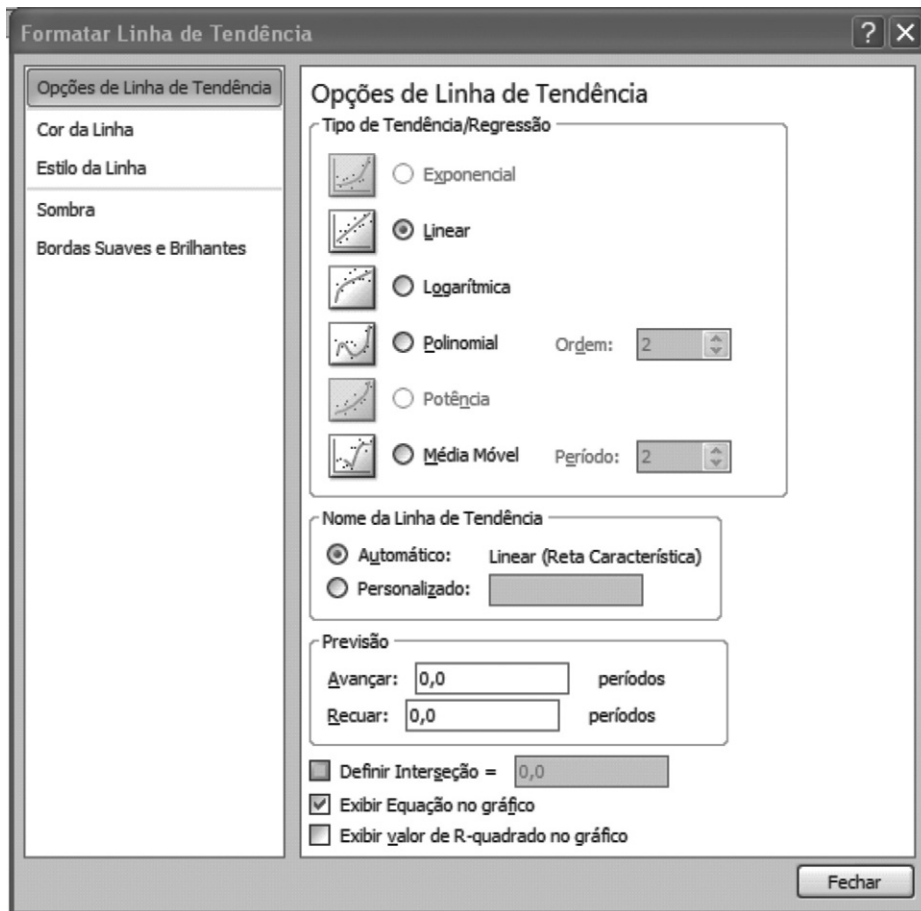 Formatar Linha de Tendência
Opções de Linha de Tendência
Cor da Linha
Estilo da Linha
Sombra
Bordas Suaves e Brilhantes
Opções de Linha de Tendência
Tipo de Tendência/Regressão
Exponencial
Linear
Logarítmica
Polinomial Ordem: 2
Potência
Média Móvel Período: 2
Nome da Linha de Tendência
Automático: Linear (Reta Característica)
Personalizado:
Previsão
Avançar: 0,0 períodos
Recuar: 0,0 períodos
Definir Interseção = 0,0
Exibir Equação no gráfico
Exibir valor de R-quadrado no gráfico
Fechar